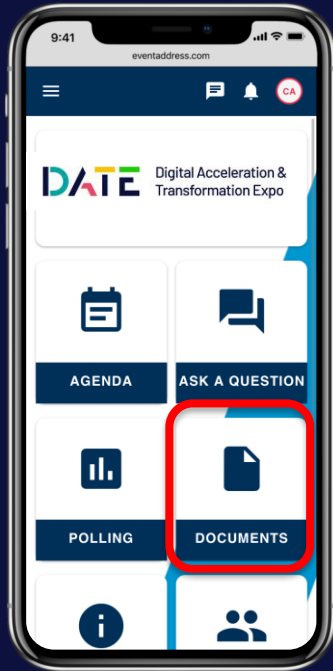 9:41
eventaddress.com
CA
DATE Digital Acceleration &
Transformation Expo
AGENDA
ASK A QUESTION
POLLING
DOCUMENTS